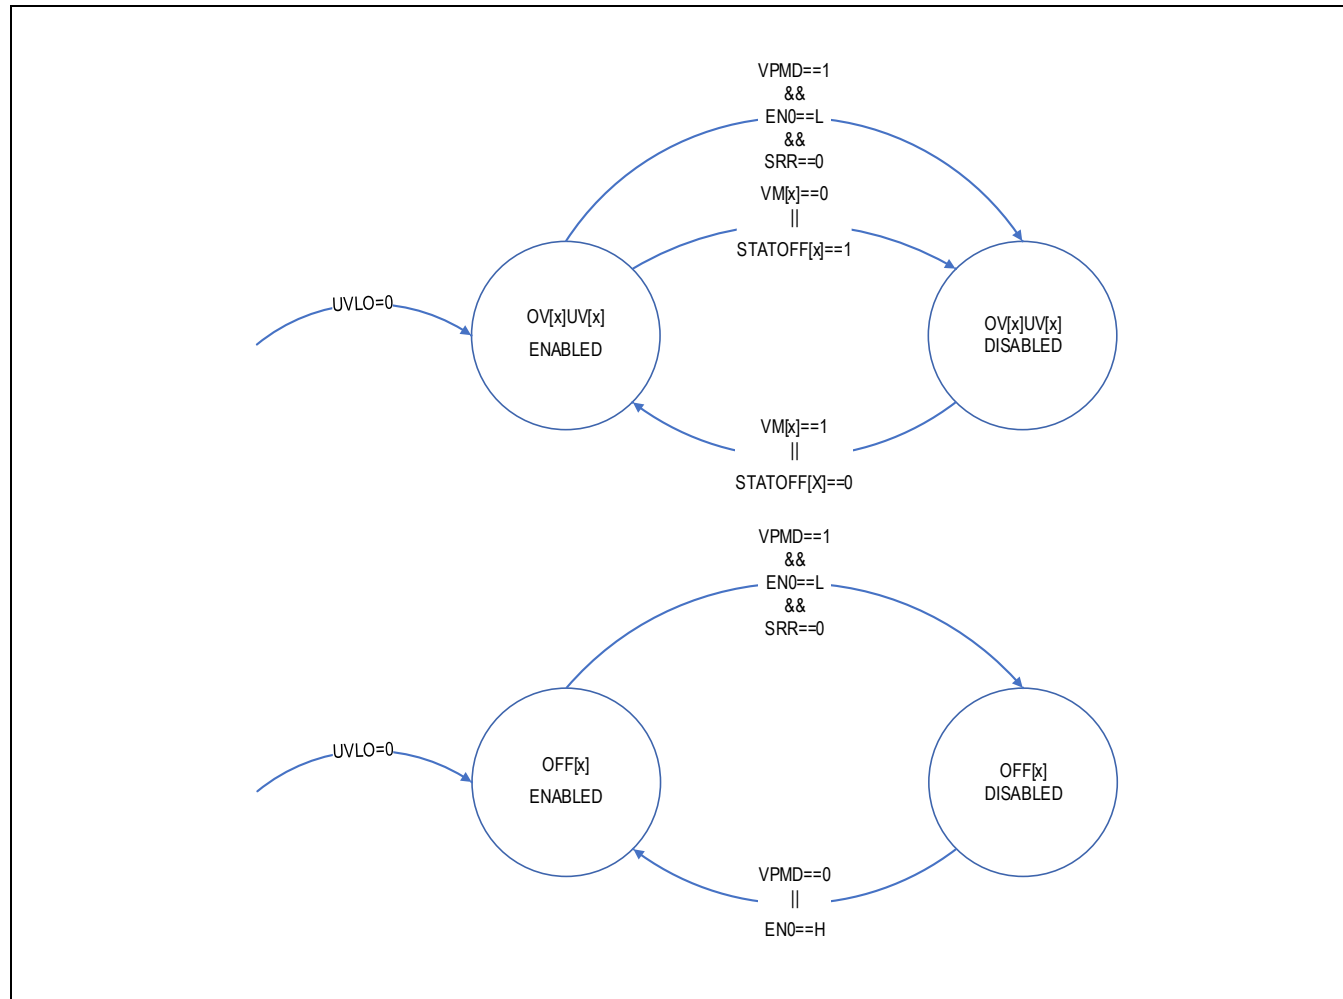 VPMD==1
&&
EN0==L
&&
SRR==0
VM[x]==0
||
STATOFF[x]==1
UVLO=0
OV[x]UV[x]
ENABLED
OV[x]UV[x]
DISABLED
VM[x]==1
||
STATOFF[X]==0
VPMD==1
&&
EN0==L
&&
SRR==0
UVLO=0
OFF[x]
ENABLED
OFF[x]
DISABLED
VPMD==0
||
EN0==H